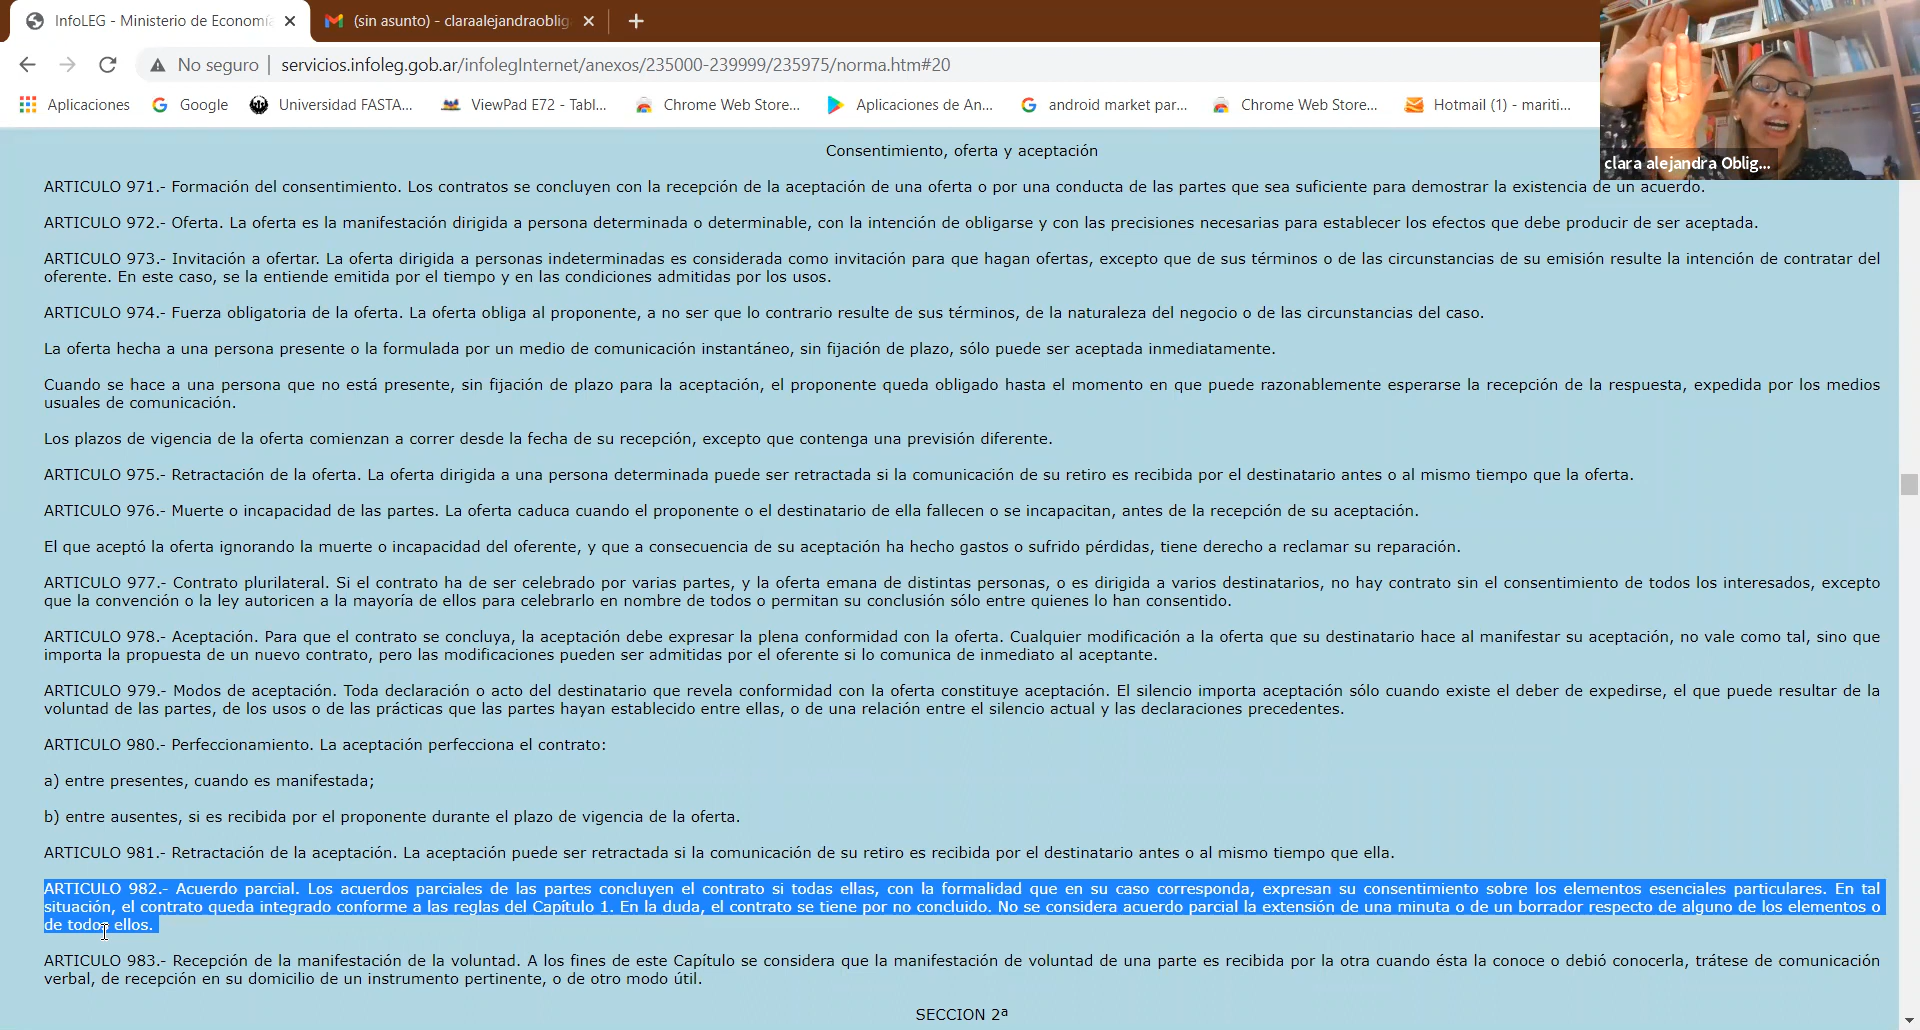 InfoLEG - Ministerio de Economía
(sin asunto) - claraalejandraoblig
No seguro
servicios.infoleg.gob.ar/infolegInternet/anexos/235000-239999/235975/norma.htm#20
Aplicaciones
Google
Universidad FASTA...
ViewPad E72 - Tabl...
Chrome Web Store...
Aplicaciones de An...
android market par...
Chrome Web Store...
Hotmail (1) - mariti...
clara alejandra Oblig...
Consentimiento, oferta y aceptación
ARTICULO 971.- Formación del consentimiento. Los contratos se concluyen con la recepción de la aceptación de una oferta o por una conducta de las partes que sea suficiente para demostrar la existencia de un acuerdo.
ARTICULO 972.- Oferta. La oferta es la manifestación dirigida a persona determinada o determinable, con la intención de obligarse y con las precisiones necesarias para establecer los efectos que debe producir de ser aceptada.
ARTICULO 973.- Invitación a ofertar. La oferta dirigida a personas indeterminadas es considerada como invitación para que hagan ofertas, excepto que de sus términos o de las circunstancias de su emisión resulte la intención de contratar del
oferente. En este caso, se la entiende emitida por el tiempo y en las condiciones admitidas por los usos.
ARTICULO 974.- Fuerza obligatoria de la oferta. La oferta obliga al proponente, a no ser que lo contrario resulte de sus términos, de la naturaleza del negocio o de las circunstancias del caso.
La oferta hecha a una persona presente o la formulada por un medio de comunicación instantáneo, sin fijación de plazo, sólo puede ser aceptada inmediatamente.
Cuando se hace a una persona que no está presente, sin fijación de plazo para la aceptación, el proponente queda obligado hasta el momento en que puede razonablemente esperarse la recepción de la respuesta, expedida por los medios
usuales de comunicación.
Los plazos de vigencia de la oferta comienzan a correr desde la fecha de su recepción, excepto que contenga una previsión diferente.
ARTICULO 975.- Retractación de la oferta. La oferta dirigida a una persona determinada puede ser retractada si la comunicación de su retiro es recibida por el destinatario antes o al mismo tiempo que la oferta.
ARTICULO 976.- Muerte o incapacidad de las partes. La oferta caduca cuando el proponente o el destinatario de ella fallecen o se incapacitan, antes de la recepción de su aceptación.
El que aceptó la oferta ignorando la muerte o incapacidad del oferente, y que a consecuencia de su aceptación ha hecho gastos o sufrido pérdidas, tiene derecho a reclamar su reparación.
ARTICULO 977.- Contrato plurilateral. Si el contrato ha de ser celebrado por varias partes, y la oferta emana de distintas personas, o es dirigida a varios destinatarios, no hay contrato sin el consentimiento de todos los interesados, excepto
que la convención o la ley autoricen a la mayoría de ellos para celebrarlo en nombre de todos o permitan su conclusión sólo entre quienes lo han consentido.
ARTICULO 978.- Aceptación. Para que el contrato se concluya, la aceptación debe expresar la plena conformidad con la oferta. Cualquier modificación a la oferta que su destinatario hace al manifestar su aceptación, no vale como tal, sino que
importa la propuesta de un nuevo contrato, pero las modificaciones pueden ser admitidas por el oferente si lo comunica de inmediato al aceptante.
ARTICULO 979.- Modos de aceptación. Toda declaración o acto del destinatario que revela conformidad con la oferta constituye aceptación. El silencio importa aceptación sólo cuando existe el deber de expedirse, el que puede resultar de la
voluntad de las partes, de los usos o de las prácticas que las partes hayan establecido entre ellas, o de una relación entre el silencio actual y las declaraciones precedentes.
ARTICULO 980.- Perfeccionamiento. La aceptación perfecciona el contrato:
a) entre presentes, cuando es manifestada;
b) entre ausentes, si es recibida por el proponente durante el plazo de vigencia de la oferta.
ARTICULO 981.- Retractación de la aceptación. La aceptación puede ser retractada si la comunicación de su retiro es recibida por el destinatario antes o al mismo tiempo que ella.
ARTICULO 982.- Acuerdo parcial. Los acuerdos parciales de las partes concluyen el contrato si todas ellas, con la formalidad que en su caso corresponda, expresan su consentimiento sobre los elementos esenciales particulares. En tal
situación, el contrato queda integrado conforme a las reglas del Capítulo 1. En la duda, el contrato se tiene por no concluido. No se considera acuerdo parcial la extensión de una minuta o de un borrador respecto de alguno de los elementos o
de todos ellos.
ARTICULO 983.- Recepción de la manifestación de la voluntad. A los fines de este Capítulo se considera que la manifestación de voluntad de una parte es recibida por la otra cuando ésta la conoce o debió conocerla, trátese de comunicación
verbal, de recepción en su domicilio de un instrumento pertinente, o de otro modo útil.
SECCION 2ª